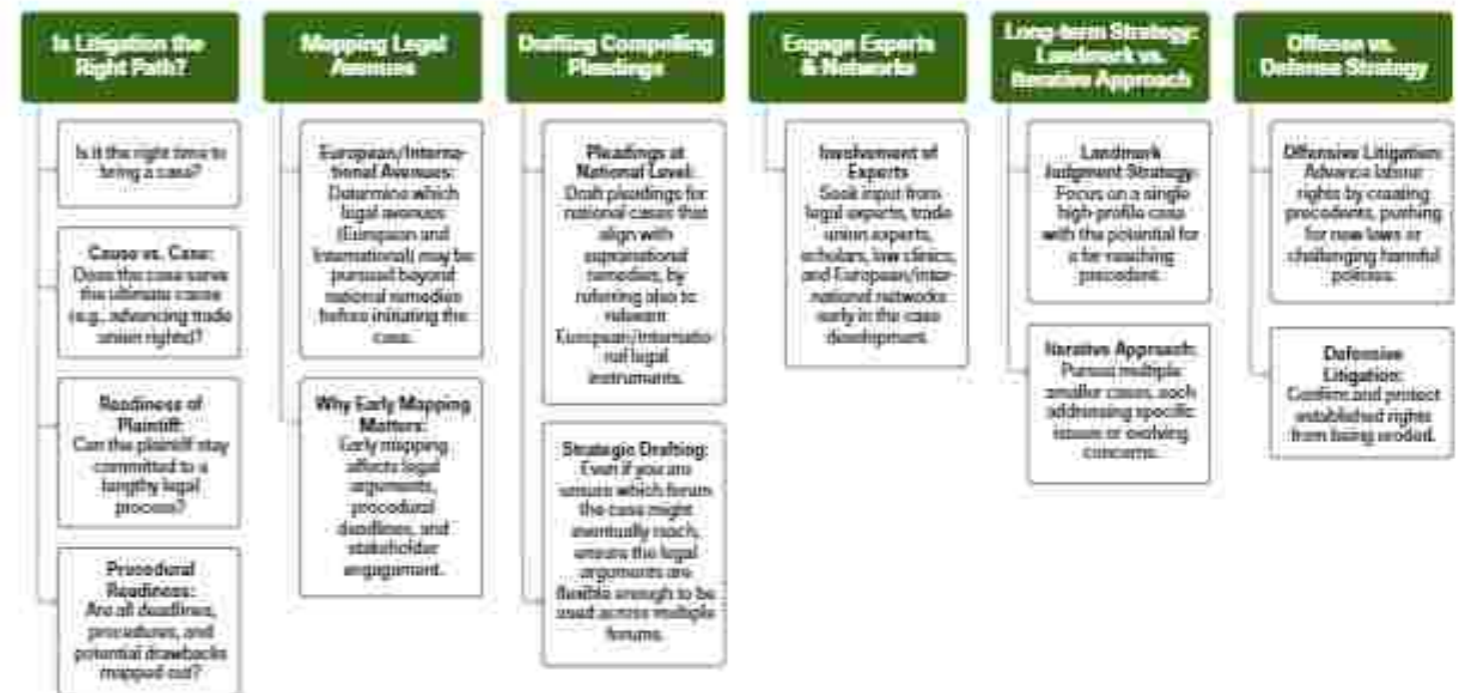 Is Litigation the
Right Path?
Is it the right time to
bring a case?
Cause vs. Case:
Does the case serve
the ultimate cause
(e.g., advancing trade
union rights)?
Readiness of
Plaintiff:
Can the plaintiff stay
committed to a
lengthy legal
process?
Procedural
Readiness:
Are all deadlines,
procedures, and
potential drawbacks
mapped out?
Mapping Legal
Avenues
European/Interna-
tional Avenues:
Determine which
legal avenues
(European and
International) may be
pursued beyond
national remedies
before initiating the
case.
Why Early Mapping
Matters:
Early mapping
affects legal
arguments,
procedural
deadlines, and
stakeholder
engagement.
Drafting Compelling
Pleadings
Pleadings at
National Level:
Draft pleadings for
national cases that
align with
supranational
remedies, by
referring also to
relevant
European/Internatio-
nal legal
instruments.
Strategic Drafting:
Even if you are
unsure which forum
the case might
eventually reach,
ensure the legal
arguments are
flexible enough to be
used across multiple
forums.
Engage Experts
& Networks
Involvement of
Experts
Seek input from
legal experts, trade
union experts,
scholars, law clinics,
and European/inter-
national networks
early in the case
development.
Long-term Strategy:
Landmark vs.
Iterative Approach
Landmark
Judgment Strategy:
Focus on a single
high-profile case
with the potential for
a far reaching
precedent.
Iterative Approach:
Pursue multiple
smaller cases, each
addressing specific
issues or evolving
concerns.
Offense vs.
Defense Strategy
Offensive Litigation:
Advance labour
rights by creating
precedents, pushing
for new laws or
challenging harmful
policies.
Defensive
Litigation:
Confirm and protect
established rights
from being eroded.